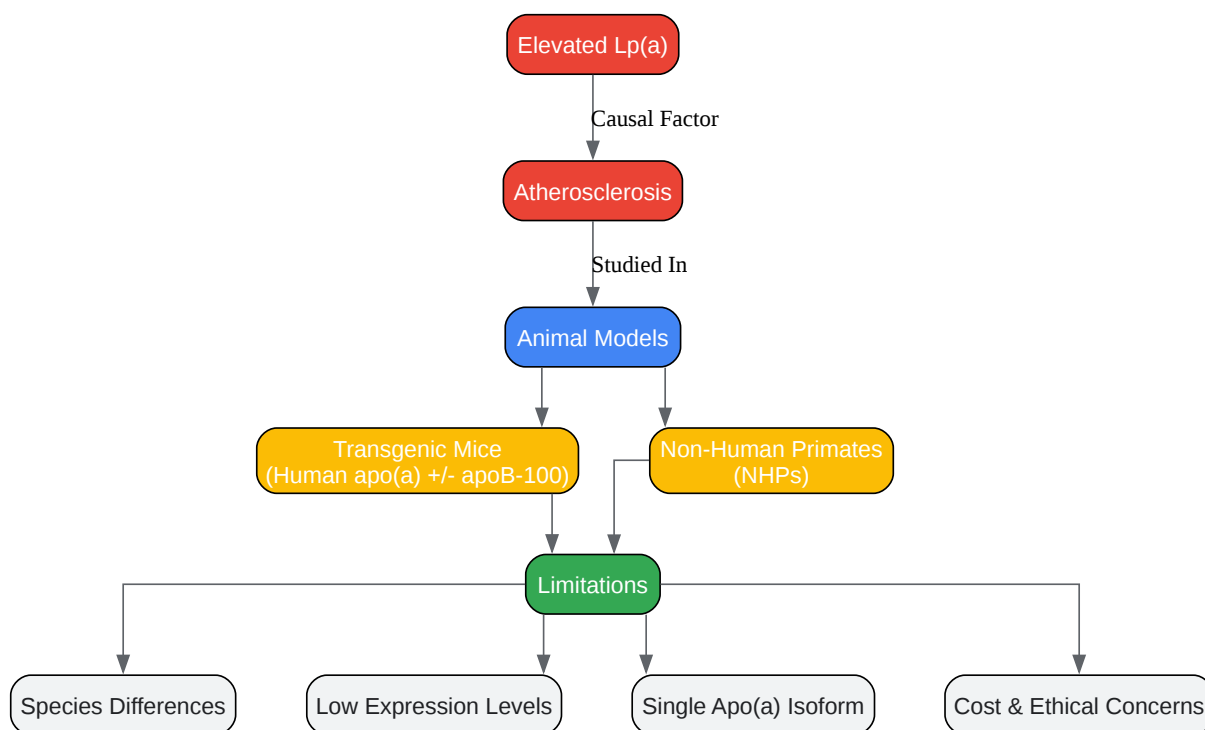 Elevated Lp(a)
Causal Factor
Atherosclerosis
Studied In
Animal Models
Transgenic Mice
(Human apo(a) +/- apoB-100)
Non-Human Primates
(NHPs)
Limitations
Species Differences
Low Expression Levels
Single Apo(a) Isoform
Cost & Ethical Concerns